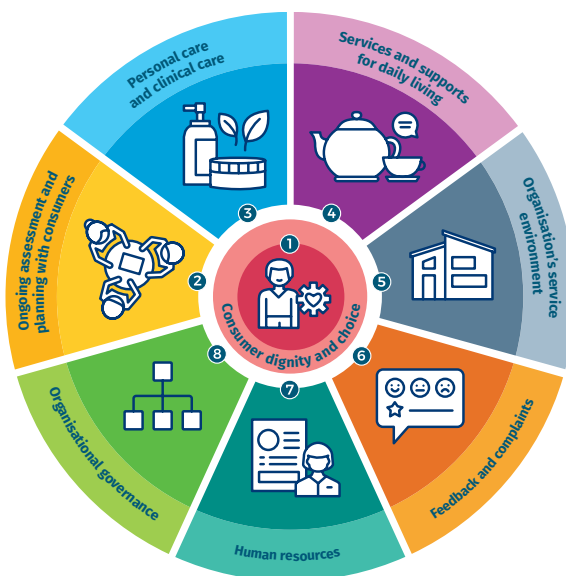 1
Consumer dignity and choice
2
Ongoing assessment and
planning with consumers
3
Personal care
and clinical care
4
Services and supports
for daily living
5
Organisation's service
environment
6
Feedback and complaints
7
Human resources
8
Organisational governance